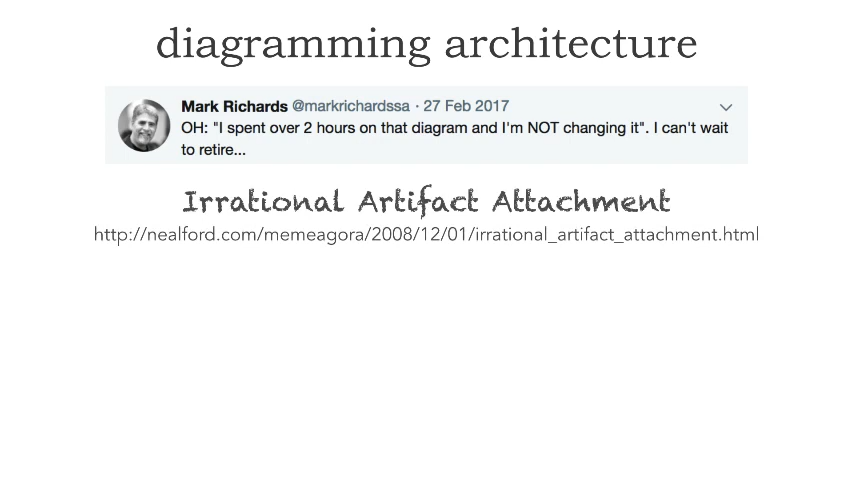 diagramming architecture
Mark Richards @markrichardssa · 27 Feb 2017
OH: "I spent over 2 hours on that diagram and I'm NOT changing it". I can't wait
to retire...
Irrational Artifact Attachment
http://nealford.com/memeagora/2008/12/01/irrational_artifact_attachment.html